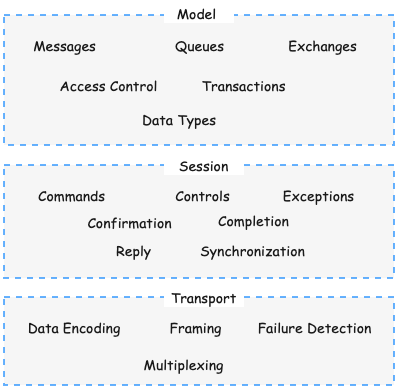 Model
Messages Queues Exchanges
Access Control Transactions
Data Types
Session
Commands Controls Exceptions
Confirmation Completion
Reply Synchronization
Transport
Data Encoding Framing Failure Detection
Multiplexing